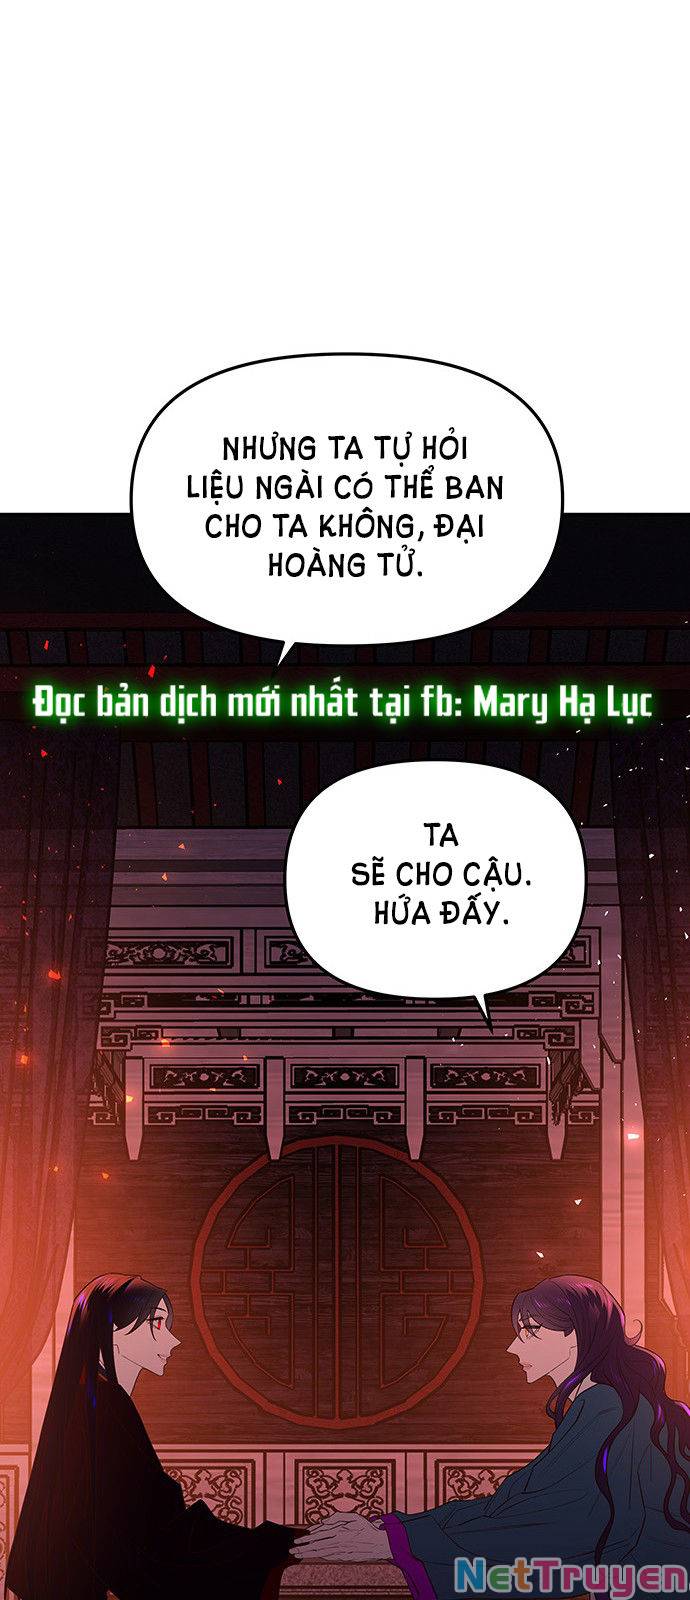 NHƯNG TA TỰ HỎI
LIỆU NGÀI CÓ THỂ BAN
CHO TA KHÔNG, ĐẠI
HOÀNG TỬ.
Đọc bản dịch mới nhất tại fb: Mary Hạ Lục
TA
SẼ CHO CẬU.
HỨA ĐẤY.
NetTruyen